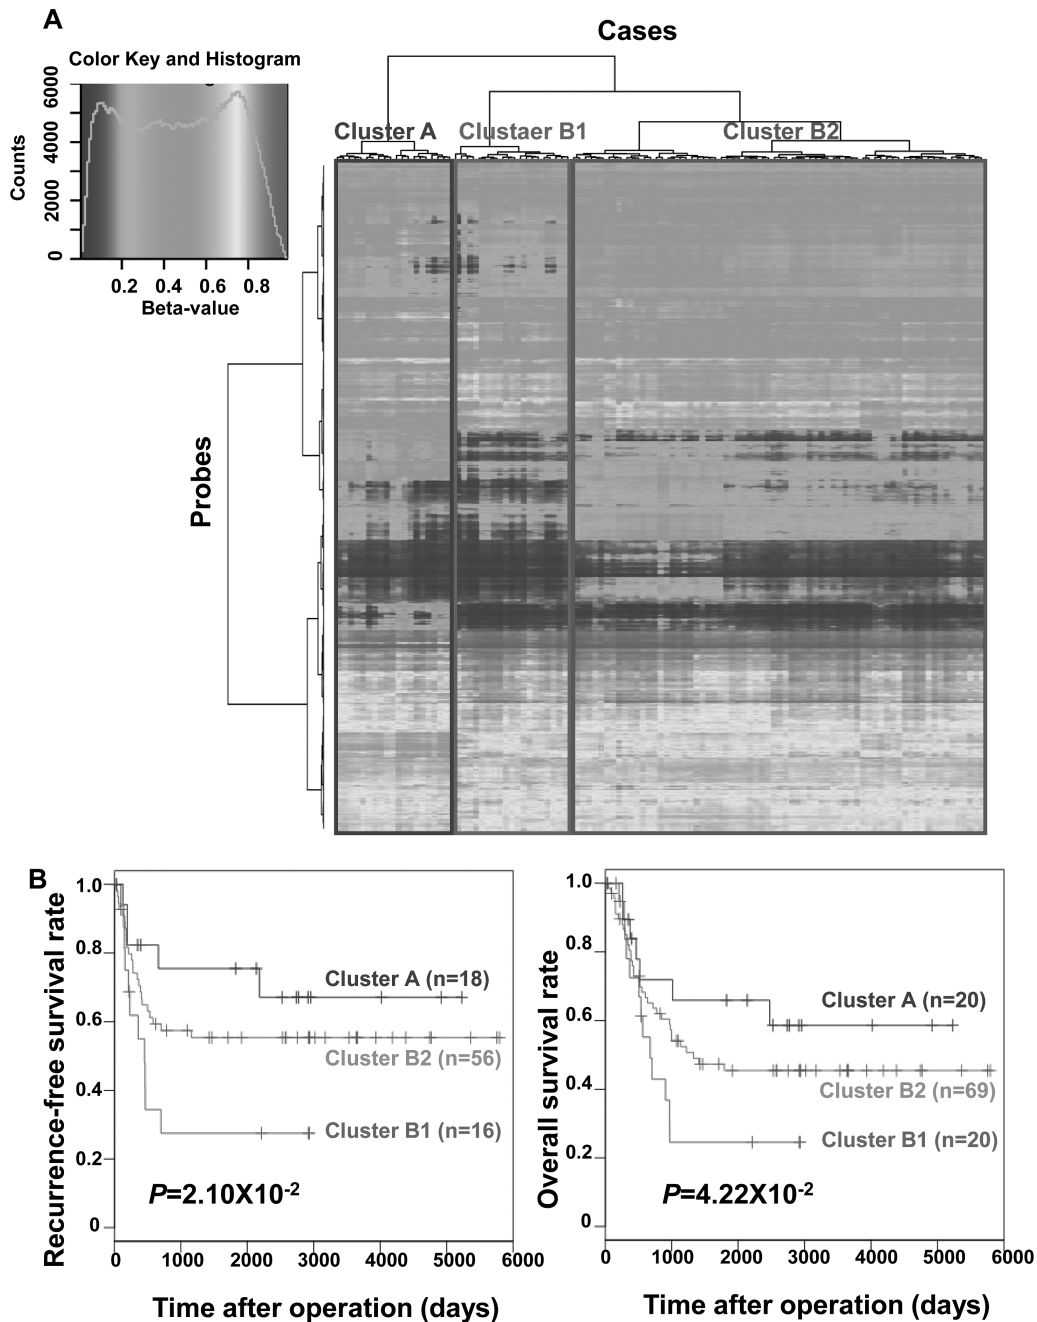 A
Cases
Color Key and Histogram
Cluster A
Clustaer B1
Cluster B2
Counts
6000
4000
2000
0
0.2 0.4 0.6 0.8
Beta-value
Probes
B
Recurrence-free survival rate
1.0
0.8
0.6
0.4
0.2
0
Cluster A (n=18)
Cluster B2 (n=56)
Cluster B1 (n=16)
P=2.10X10-2
0 1000 2000 3000 4000 5000 6000
Time after operation (days)
Overall survival rate
1.0
0.8
0.6
0.4
0.2
0
Cluster A (n=20)
Cluster B2 (n=69)
Cluster B1 (n=20)
P=4.22X10-2
0 1000 2000 3000 4000 5000 6000
Time after operation (days)